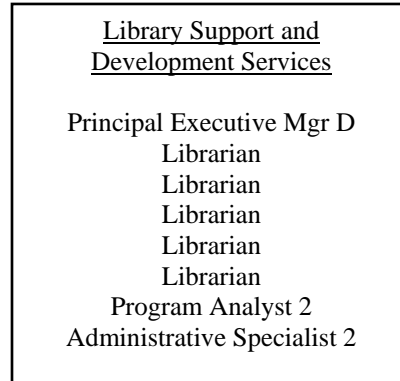 Library Support and
Development Services
Principal Executive Mgr D
Librarian
Librarian
Librarian
Librarian
Librarian
Program Analyst 2
Administrative Specialist 2